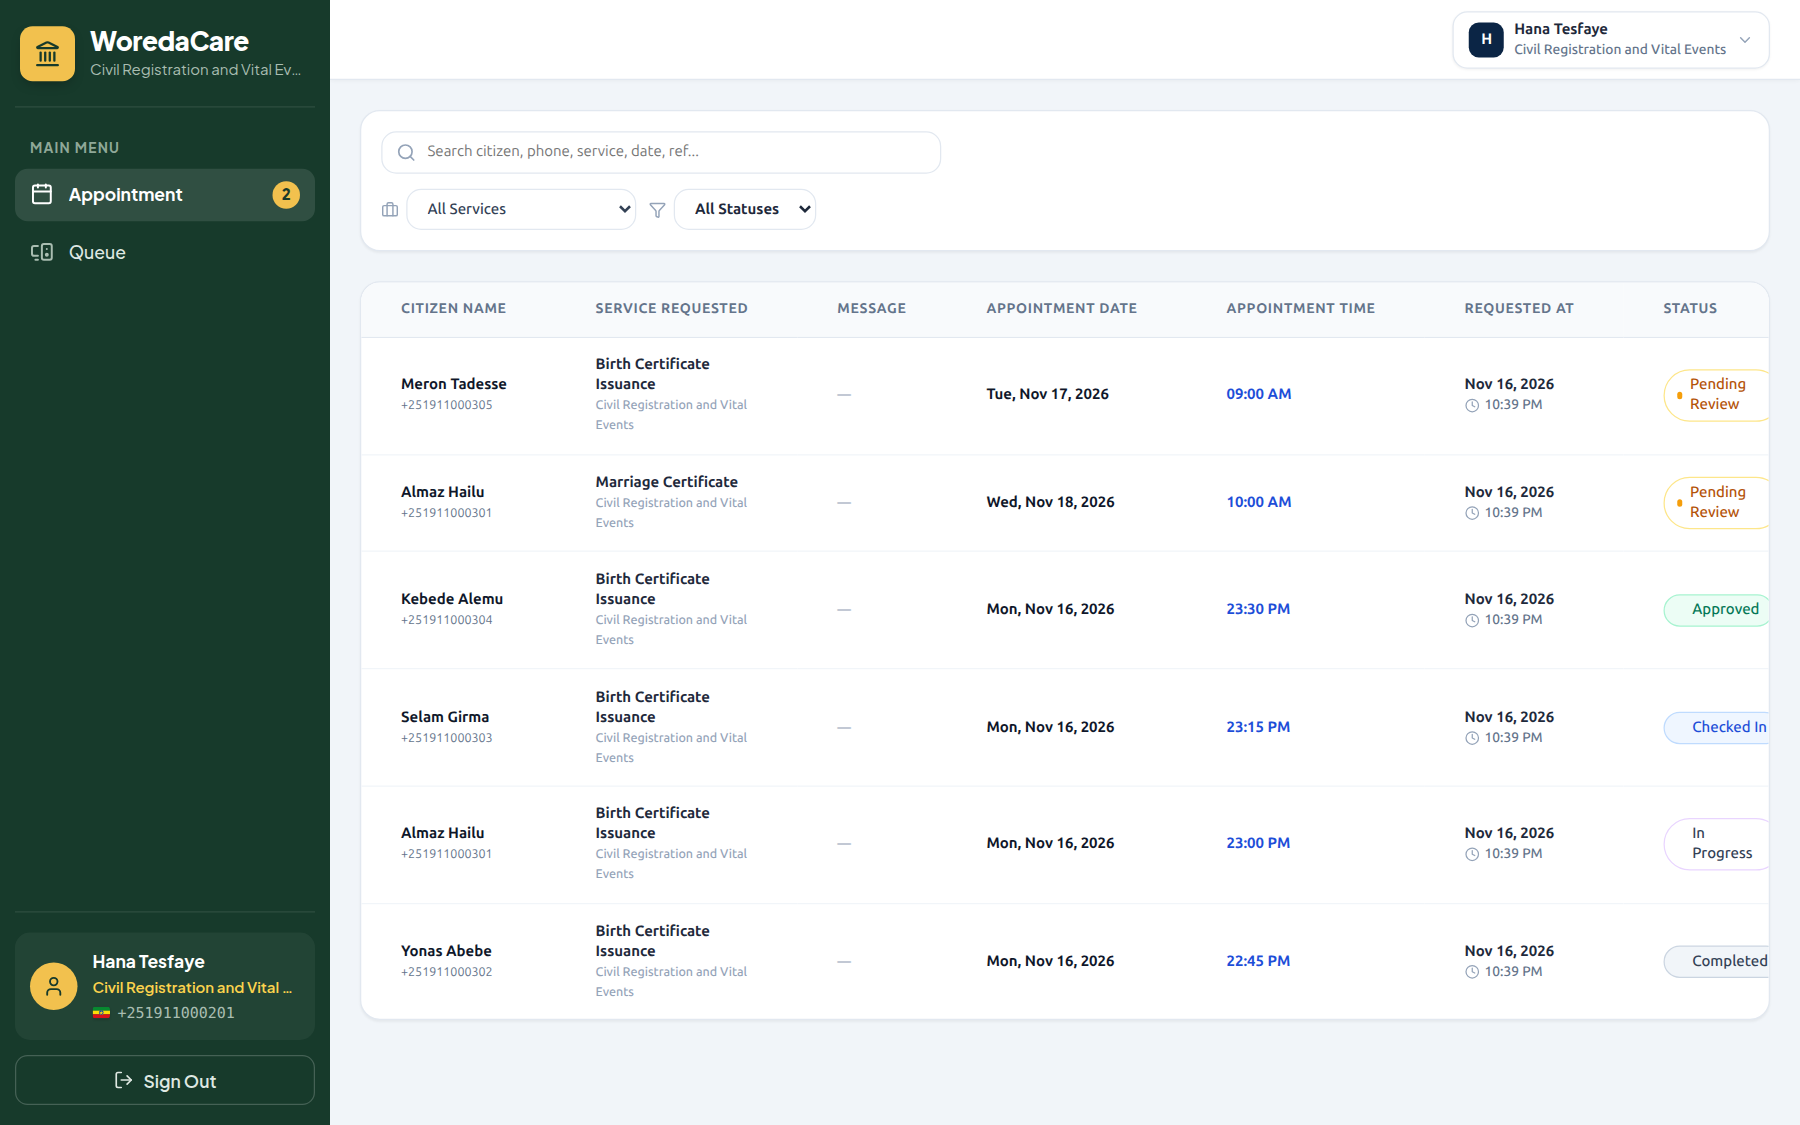 WoredaCare
Civil Registration and Vital Ev...
MAIN MENU
Appointment 2
Queue
Hana Tesfaye
Civil Registration and Vital ...
+251911000201
Sign Out
H
Hana Tesfaye
Civil Registration and Vital Events
Search citizen, phone, service, date, ref...
All Services
All Statuses
CITIZEN NAME SERVICE REQUESTED MESSAGE APPOINTMENT DATE APPOINTMENT TIME REQUESTED AT STATUS
Meron Tadesse
+251911000305
Birth Certificate
Issuance
Civil Registration and Vital
Events
—
Tue, Nov 17, 2026
09:00 AM
Nov 16, 2026
10:39 PM
Pending
Review
Almaz Hailu
+251911000301
Marriage Certificate
Civil Registration and Vital
Events
—
Wed, Nov 18, 2026
10:00 AM
Nov 16, 2026
10:39 PM
Pending
Review
Kebede Alemu
+251911000304
Birth Certificate
Issuance
Civil Registration and Vital
Events
—
Mon, Nov 16, 2026
23:30 PM
Nov 16, 2026
10:39 PM
Approved
Selam Girma
+251911000303
Birth Certificate
Issuance
Civil Registration and Vital
Events
—
Mon, Nov 16, 2026
23:15 PM
Nov 16, 2026
10:39 PM
Checked In
Almaz Hailu
+251911000301
Birth Certificate
Issuance
Civil Registration and Vital
Events
—
Mon, Nov 16, 2026
23:00 PM
Nov 16, 2026
10:39 PM
In
Progress
Yonas Abebe
+251911000302
Birth Certificate
Issuance
Civil Registration and Vital
Events
—
Mon, Nov 16, 2026
22:45 PM
Nov 16, 2026
10:39 PM
Completed